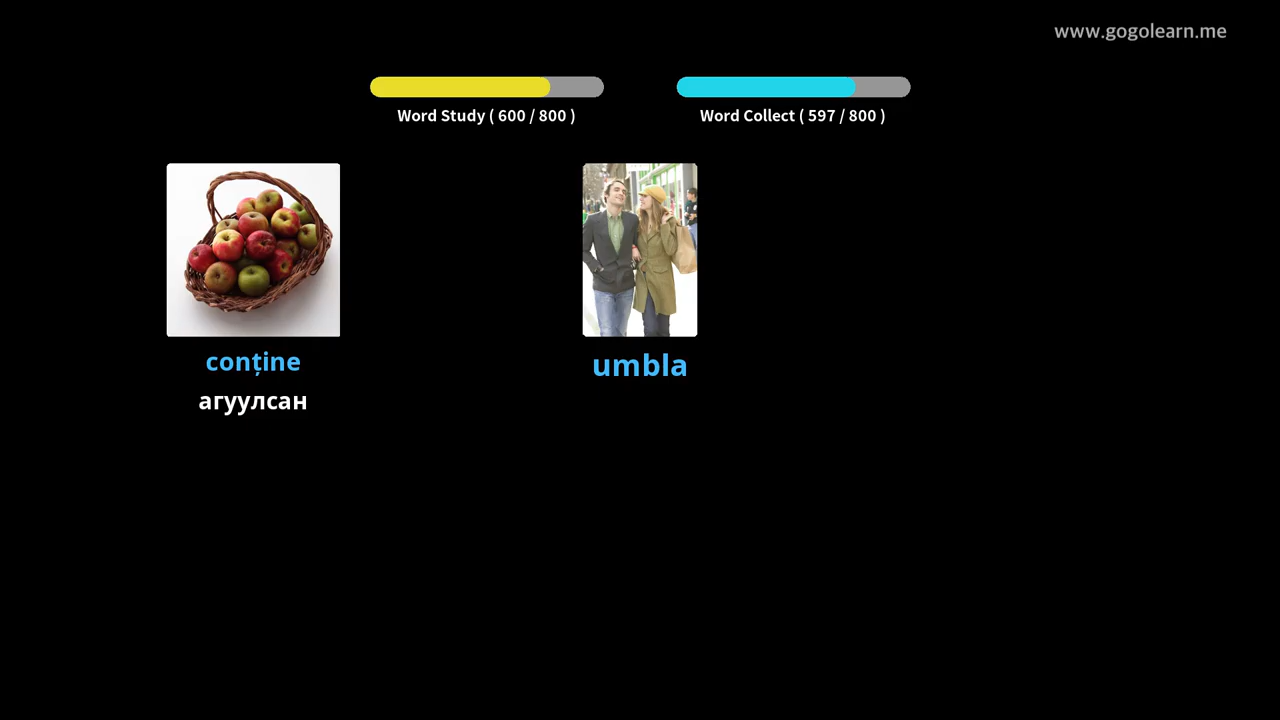 www.gogolearn.me
Word Study ( 600 / 800 )
Word Collect ( 597 / 800 )
conține
агуулсан
umbla